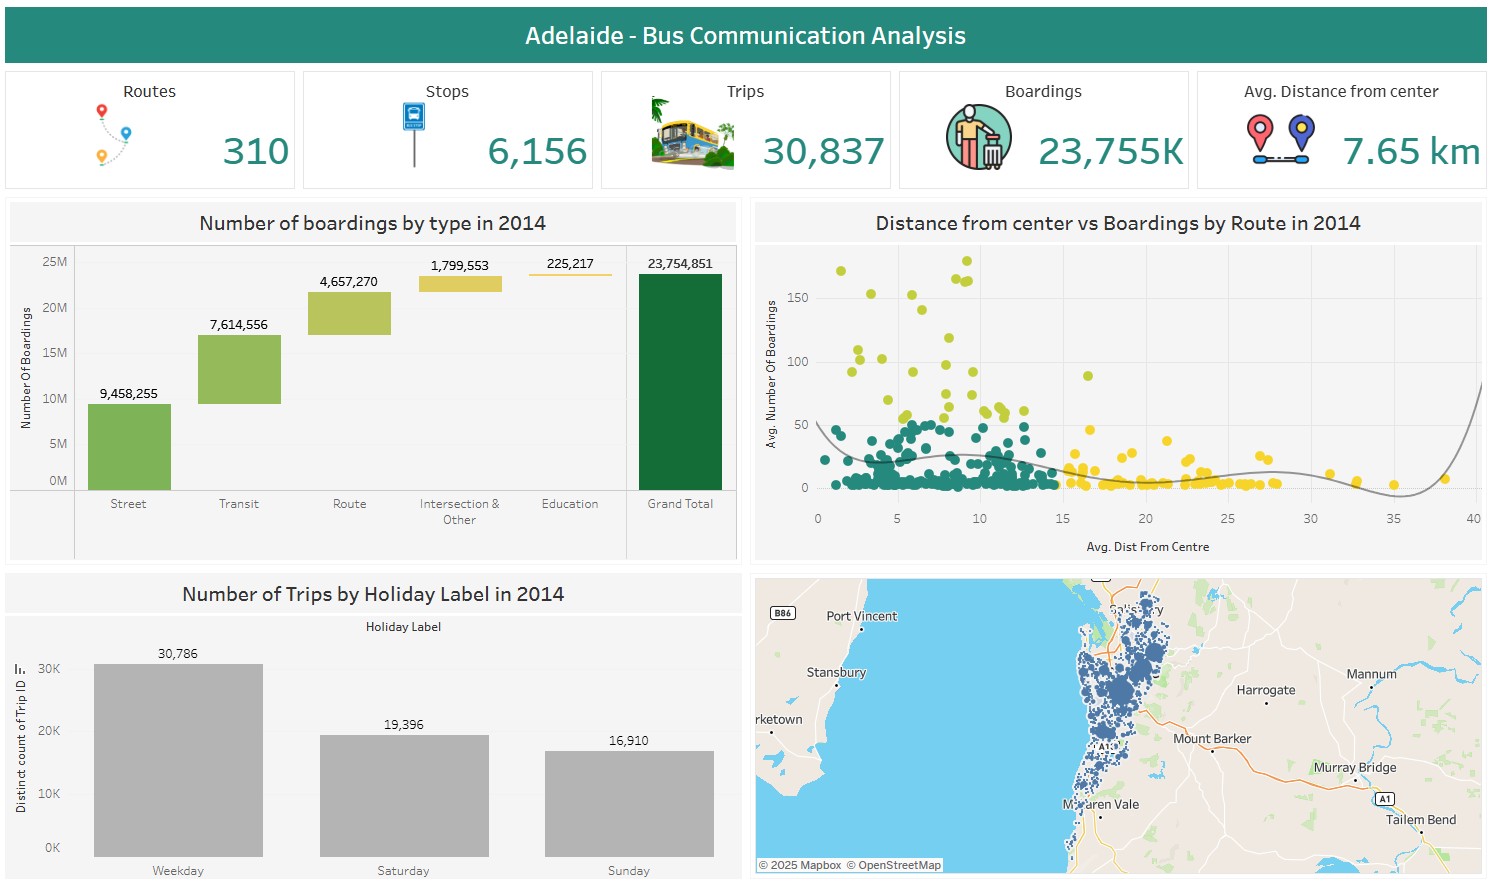 Adelaide - Bus Communication Analysis
Routes
310
Stops
6,156
Trips
30,837
Boardings
23,755K
Avg. Distance from center
7.65 km
Number of boardings by type in 2014
Number Of Boardings
25M
20M
15M
10M
5M
0M
9,458,255
7,614,556
4,657,270
1,799,553
225,217
23,754,851
Street
Transit
Route
Intersection &
Other
Education
Grand Total
Distance from center vs Boardings by Route in 2014
Avg. Number Of Boardings
150
100
50
0
0
5
10
15
20
25
30
35
40
Avg. Dist From Centre
Number of Trips by Holiday Label in 2014
Holiday Label
Distinct count of Trip ID
30K
20K
10K
0K
30,786
19,396
16,910
Weekday
Saturday
Sunday
B86
Port Vincent
Stansbury
rketown
Mannum
Harrogate
Mount Barker
A1
Murray Bridge
A1
Tailem Bend
© 2025 Mapbox © OpenStreetMap